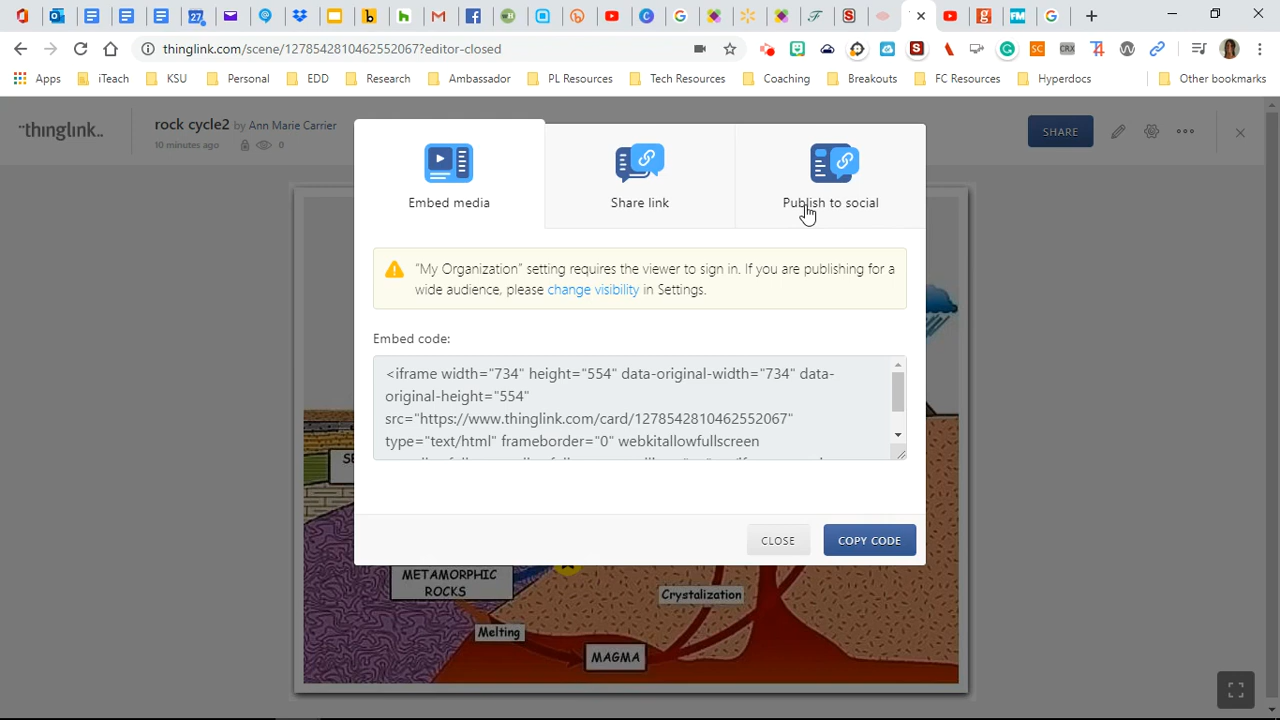 thinglink.com/scene/1278542810462552067?editor-closed
Apps
iTeach
KSU
Personal
EDD
Research
Ambassador
PL Resources
Tech Resources
Coaching
Breakouts
FC Resources
Hyperdocs
Other bookmarks
thinglink..
rock cycle2 by Ann Marie Carrier
10 minutes ago 0
SHARE
Embed media
Share link
Publish to social
"My Organization" setting requires the viewer to sign in. If you are publishing for a
wide audience, please change visibility in Settings.
Embed code:
<iframe width="734" height="554" data-original-width="734" data-
original-height="554"
src="https://www.thinglink.com/card/1278542810462552067"
type="text/html" frameborder="0" webkitallowfullscreen
CLOSE
COPY CODE
METAMORPHIC
ROCKS
Crystalization
Melting
MAGMA